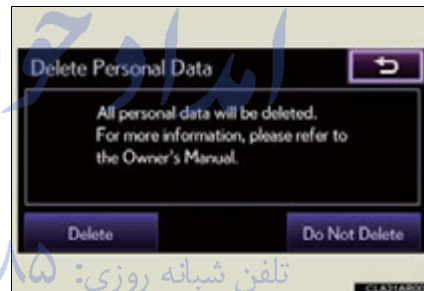 Delete Personal Data
All personal data will be deleted.
For more information, please refer to
the Owner's Manual.
Delete
Do Not Delete
تلفن شبانه روزی: ۸۵